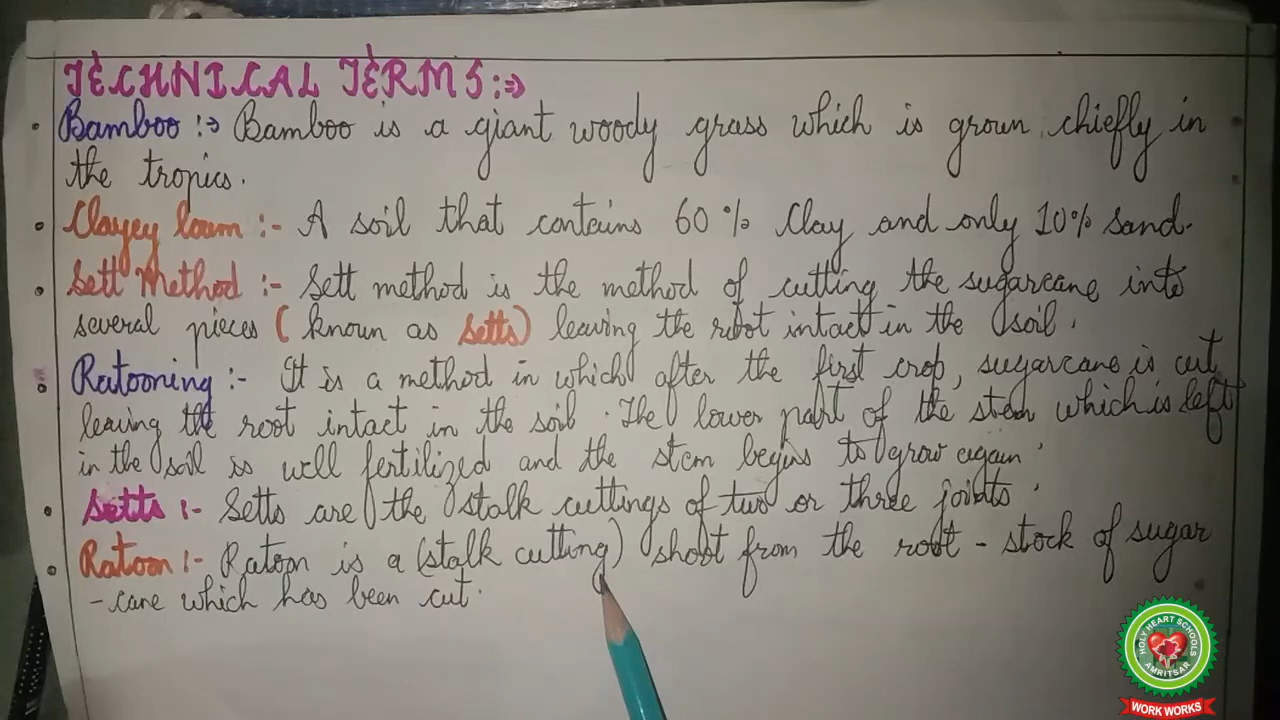 TECHNICAL TERMS:->
• Bamboo :-> Bamboo is a giant woody grass which is grown chiefly in
the tropics.
• Clayey loam :- A soil that contains 60% Clay and only 10% sand.
• Sett Method :- Sett method is the method of cutting the sugarcane into
several pieces ( known as Setts) leaving the root intact in the soil.
• Ratooning :- It is a method in which after the first crop, sugarcane is cut
leaving the root intact in the soil. The lower part of the stem which is left
in the soil is well fertilized and the stem begins to grow again.
• Setts :- Setts are the stalk cuttings of two or three joints.
• Ratoon :- Ratoon is a (stalk cutting) shoot from the root - stock of sugar
- cane which has been cut.
HOLY HEART SCHOOLS
AMRITSAR
WORK WORKS